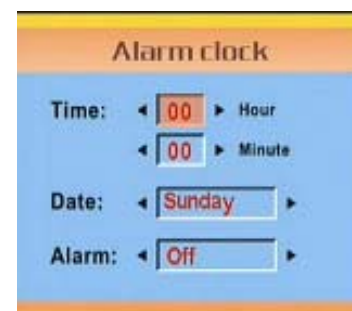 Alarm clock
Time: 00 Hour
00 Minute
Date: Sunday
Alarm: Off